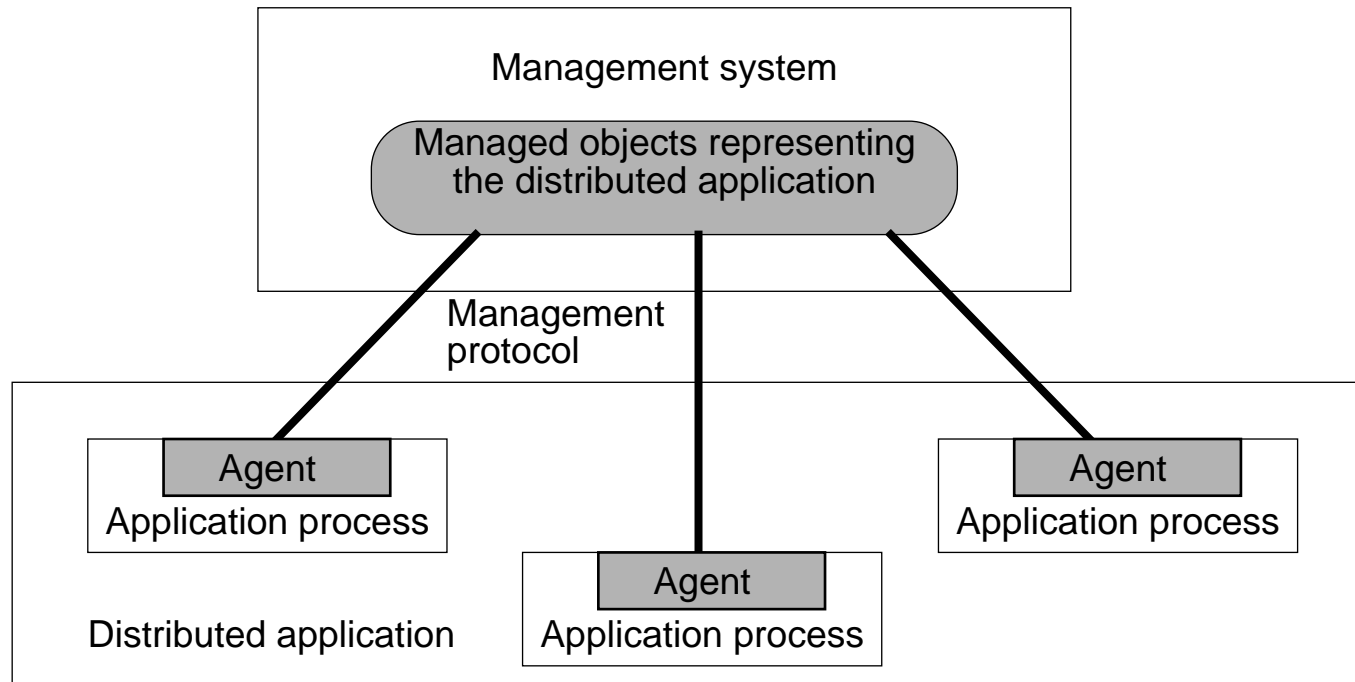 Management system
Managed objects representing
the distributed application
Management
protocol
Agent
Application process
Agent
Application process
Agent
Application process
Distributed application